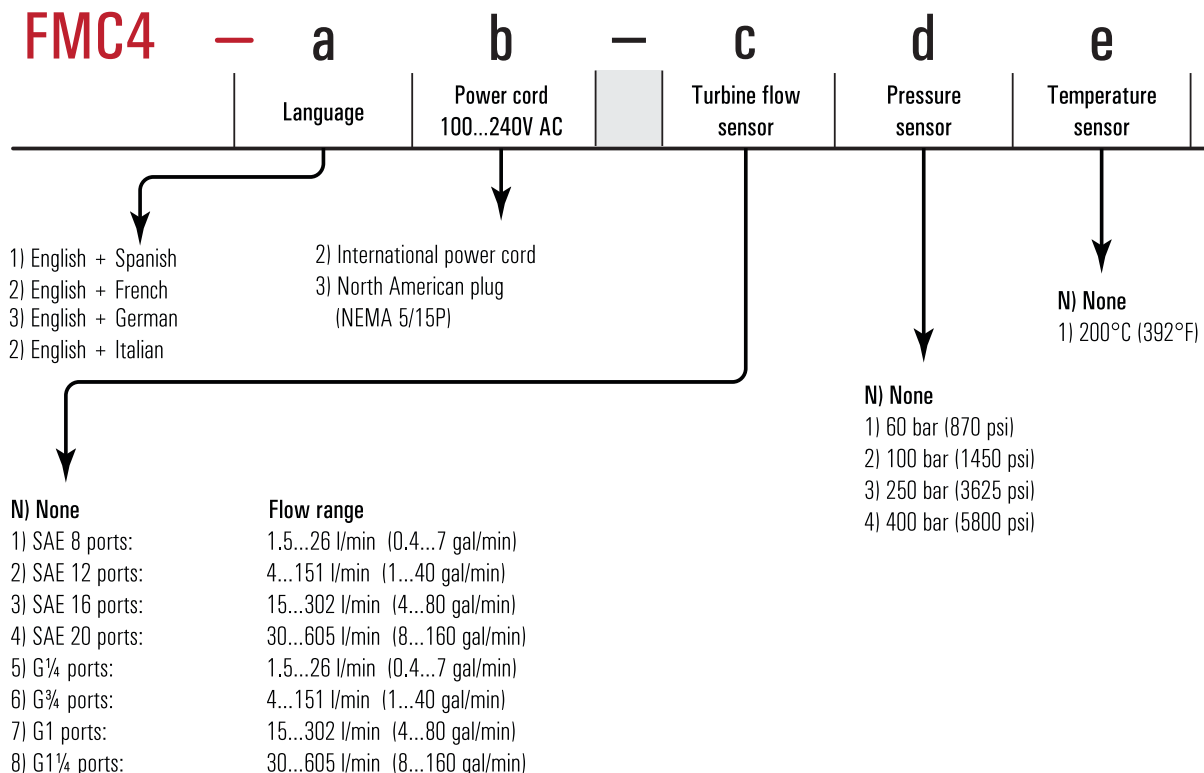 FMC4 — a b — c d e
Language
Power cord
100...240V AC
Turbine flow
sensor
Pressure
sensor
Temperature
sensor
1) English + Spanish
2) English + French
3) English + German
2) English + Italian
2) International power cord
3) North American plug
(NEMA 5/15P)
N) None
1) 200°C (392°F)
N) None
1) 60 bar (870 psi)
2) 100 bar (1450 psi)
3) 250 bar (3625 psi)
4) 400 bar (5800 psi)
N) None Flow range
1) SAE 8 ports: 1.5...26 l/min (0.4...7 gal/min)
2) SAE 12 ports: 4...151 l/min (1...40 gal/min)
3) SAE 16 ports: 15...302 l/min (4...80 gal/min)
4) SAE 20 ports: 30...605 l/min (8...160 gal/min)
5) G¼ ports: 1.5...26 l/min (0.4...7 gal/min)
6) G¾ ports: 4...151 l/min (1...40 gal/min)
7) G1 ports: 15...302 l/min (4...80 gal/min)
8) G1¼ ports: 30...605 l/min (8...160 gal/min)